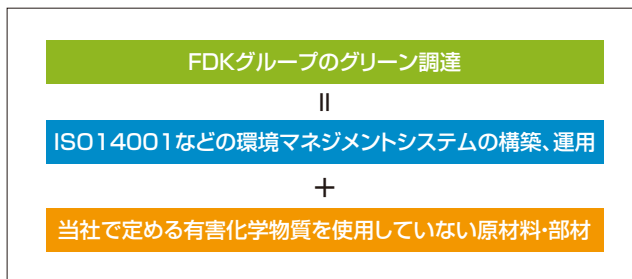 FDKグループのグリーン調達
=
ISO14001などの環境マネジメントシステムの構築、運用
+
当社で定める有害化学物質を使用していない原材料・部材